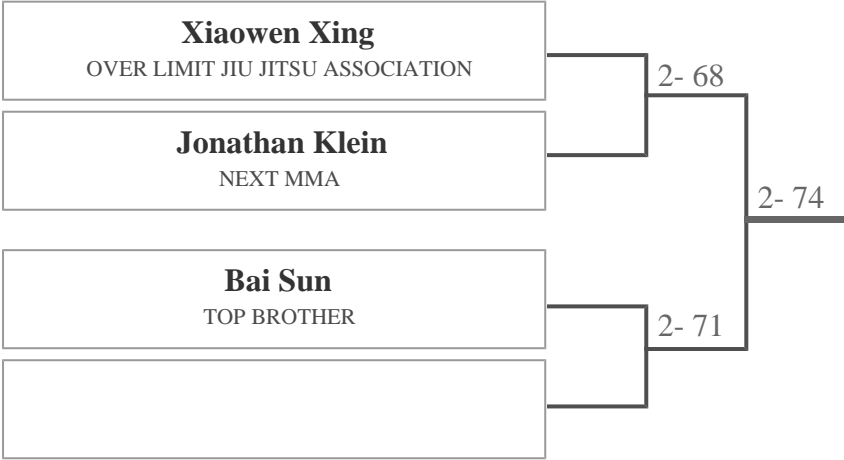 Xiaowen Xing
OVER LIMIT JIU JITSU ASSOCIATION
2- 68
Jonathan Klein
NEXT MMA
2- 74
Bai Sun
TOP BROTHER
2- 71